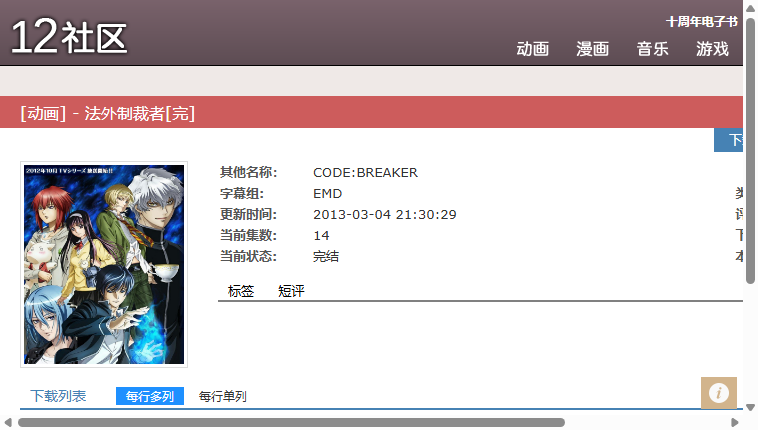 十周年电子书
12社区
动画 漫画 音乐 游戏
[动画] - 法外制裁者[完]
下
2012年10月 TVシリーズ 放送開始!!
其他名称: CODE:BREAKER
字幕组: EMD
更新时间: 2013-03-04 21:30:29
当前集数: 14
当前状态: 完结
标签 短评
下载列表 每行多列 每行单列
i